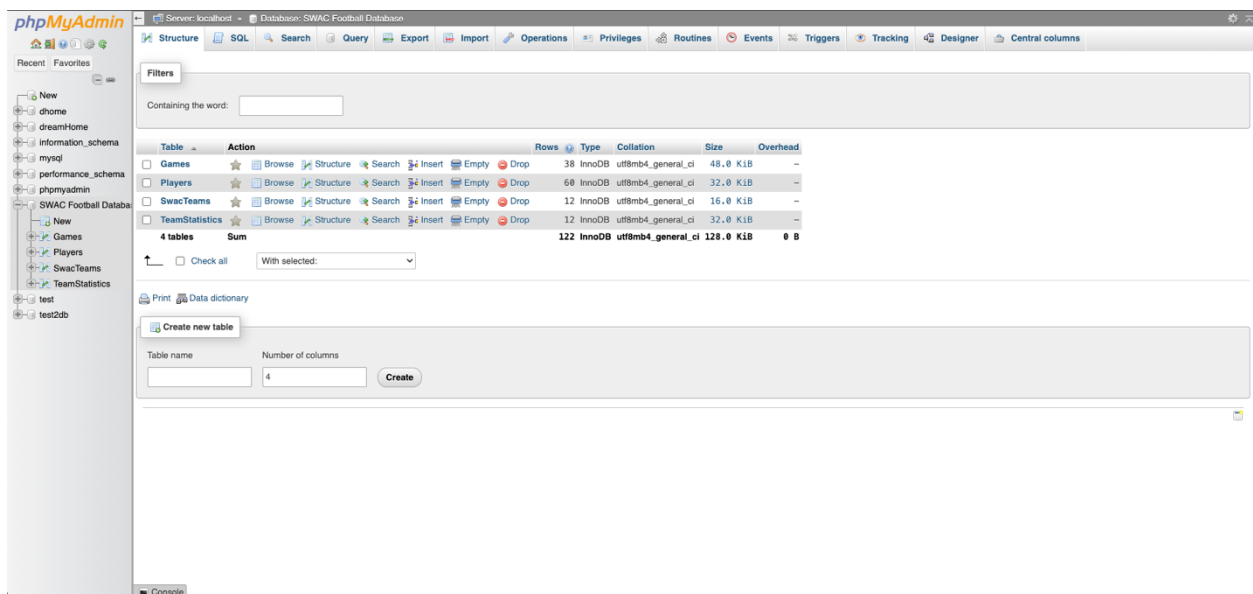 phpMyAdmin
Recent Favorites
New
dhome
dreamHome
information_schema
mysql
performance_schema
phpmyadmin
SWAC Football Databa
New
Games
Players
SwacTeams
TeamStatistics
test
test2db
Server: localhost » Database: SWAC Football Database
Structure SQL Search Query Export Import Operations Privileges Routines Events Triggers Tracking Designer Central columns
Filters
Containing the word:
Table Action Rows Type Collation Size Overhead
Games Browse Structure Search Insert Empty Drop 38 InnoDB utf8mb4_general_ci 48.0 KiB –
Players Browse Structure Search Insert Empty Drop 60 InnoDB utf8mb4_general_ci 32.0 KiB –
SwacTeams Browse Structure Search Insert Empty Drop 12 InnoDB utf8mb4_general_ci 16.0 KiB –
TeamStatistics Browse Structure Search Insert Empty Drop 12 InnoDB utf8mb4_general_ci 32.0 KiB –
4 tables Sum 122 InnoDB utf8mb4_general_ci 128.0 KiB 0 B
Check all With selected:
Print Data dictionary
Create new table
Table name Number of columns
4 Create
Console